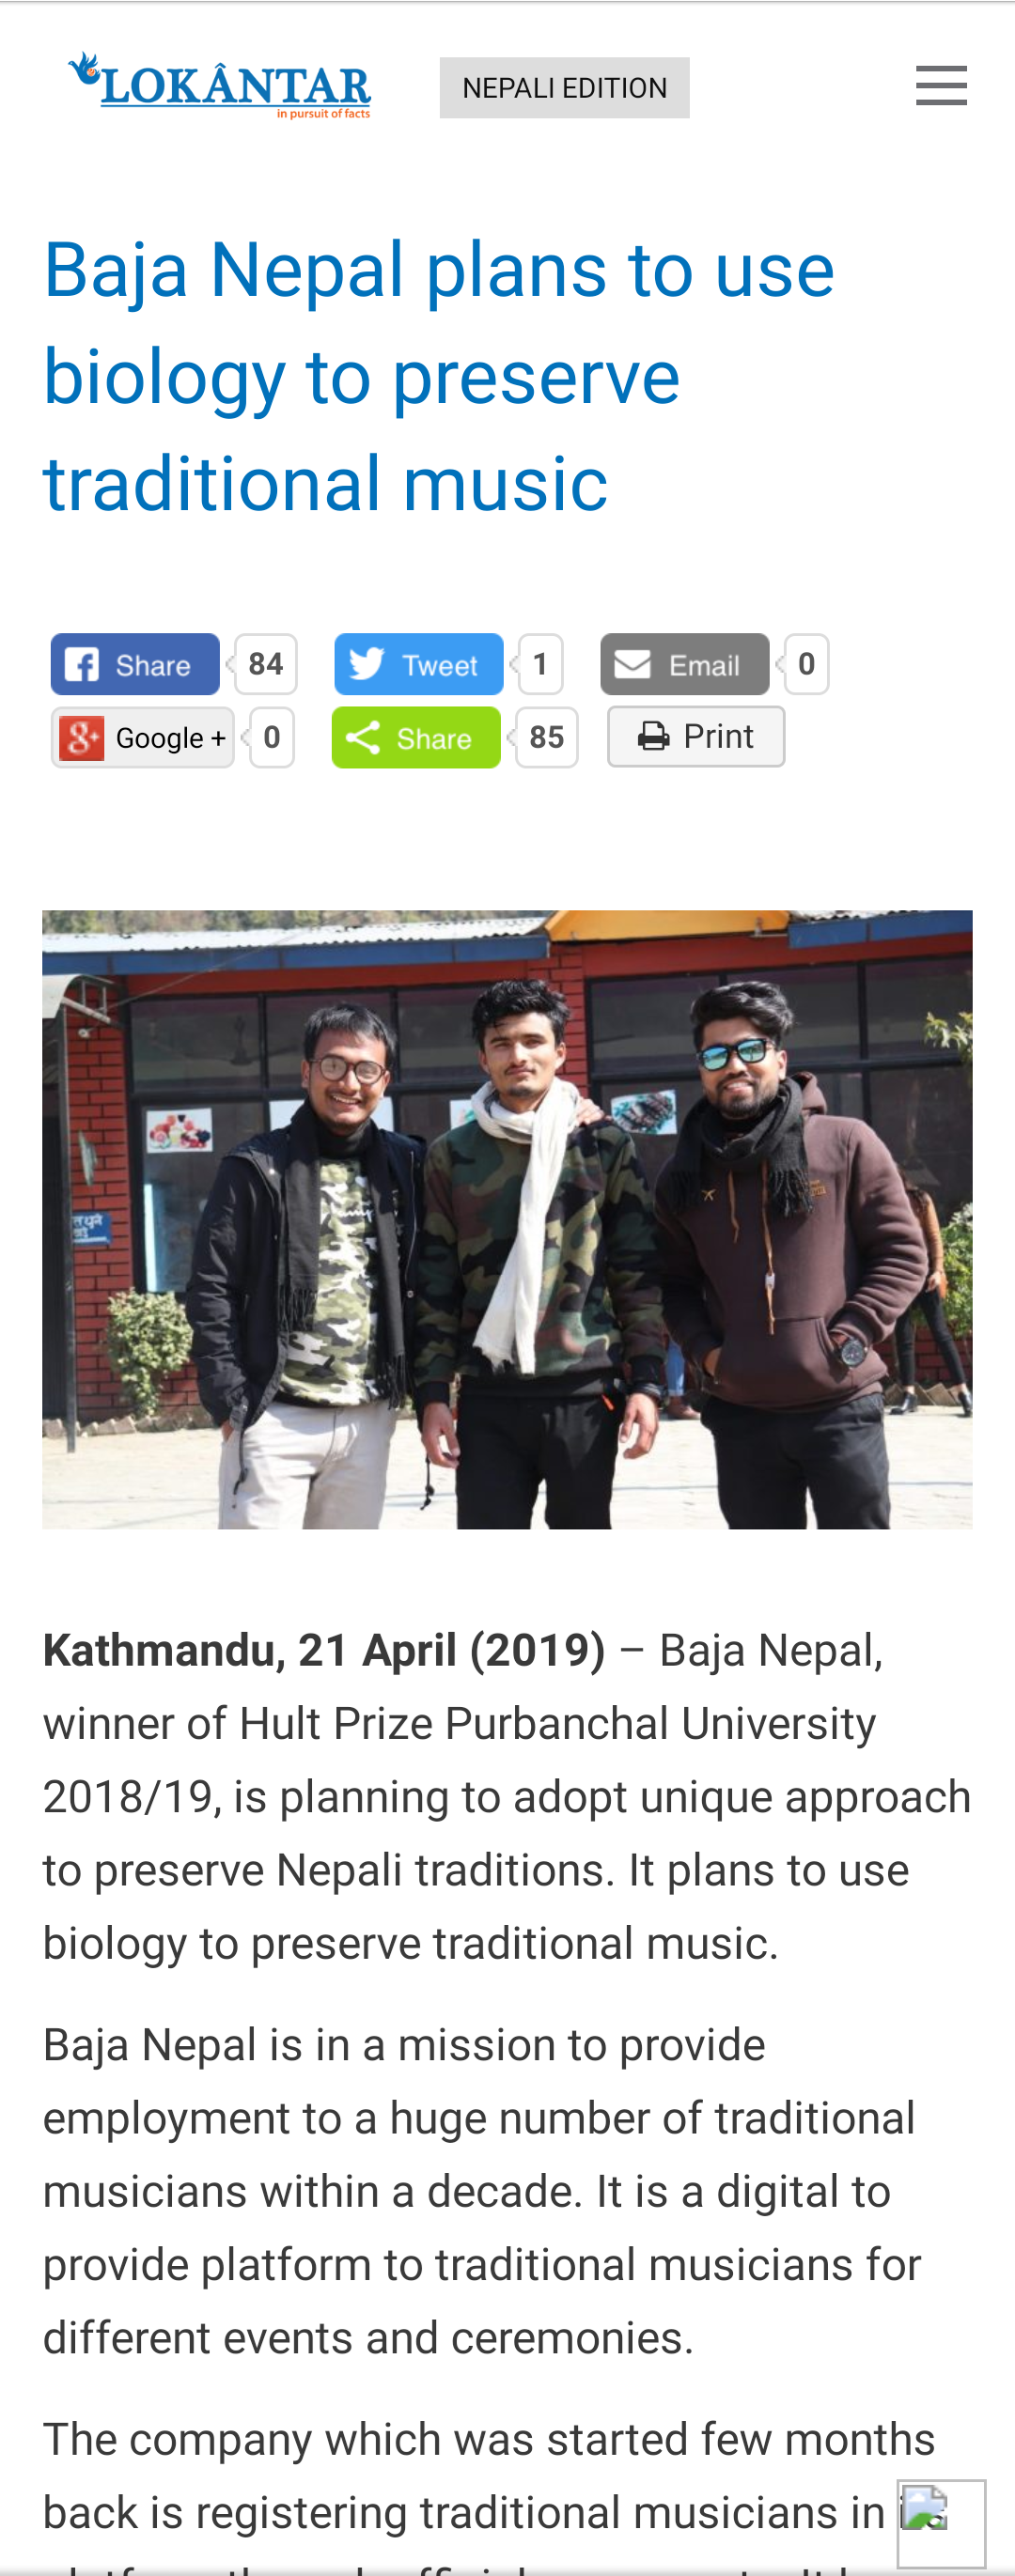 LOKÂNTAR
in pursuit of facts
NEPALI EDITION
Baja Nepal plans to use
biology to preserve
traditional music
Share 84 Tweet 1 Email 0
Google + 0 Share 85 Print
Kathmandu, 21 April (2019) – Baja Nepal,
winner of Hult Prize Purbanchal University
2018/19, is planning to adopt unique approach
to preserve Nepali traditions. It plans to use
biology to preserve traditional music.
Baja Nepal is in a mission to provide
employment to a huge number of traditional
musicians within a decade. It is a digital to
provide platform to traditional musicians for
different events and ceremonies.
The company which was started few months
back is registering traditional musicians in